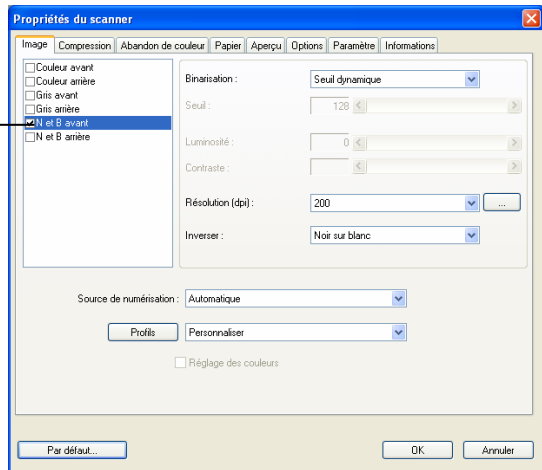 Propriétés du scanner
Image Compression Abandon de couleur Papier Aperçu Options Paramètre Informations
Couleur avant
Couleur arrière
Gris avant
Gris arrière
N et B avant
N et B arrière
Binarisation : Seuil dynamique
Seuil : 128
Luminosité : 0
Contraste :
Résolution (dpi) : 200 ...
Inverser : Noir sur blanc
Source de numérisation : Automatique
Profils Personnaliser
Réglage des couleurs
Par défaut... OK Annuler